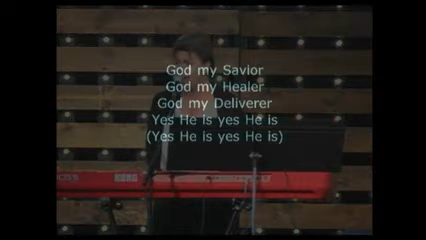 God my Savior
God my Healer
God my Deliverer
Yes He is yes He is
(Yes He is yes He is)
KORG